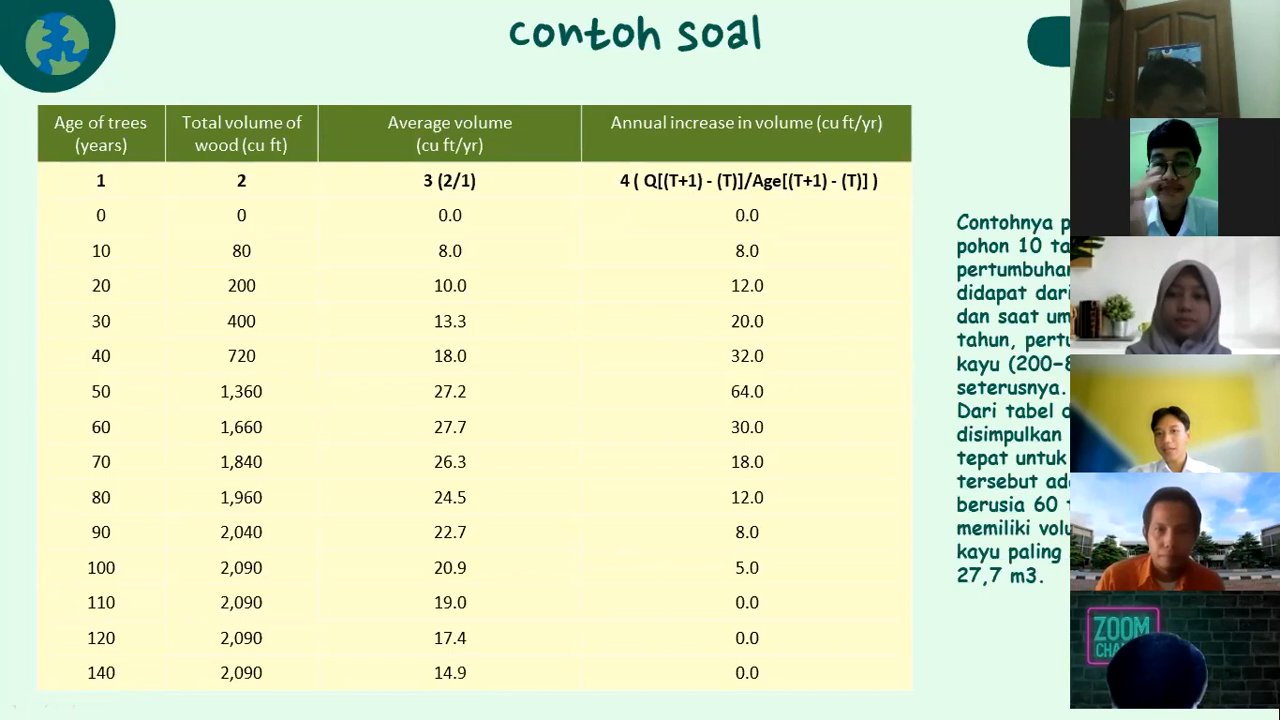 contoh soal
Age of trees (years) Total volume of wood (cu ft) Average volume (cu ft/yr) Annual increase in volume (cu ft/yr)
1 2 3 (2/1) 4 ( Q[(T+1) - (T)]/Age[(T+1) - (T)] )
0 0 0.0 0.0
10 80 8.0 8.0
20 200 10.0 12.0
30 400 13.3 20.0
40 720 18.0 32.0
50 1,360 27.2 64.0
60 1,660 27.7 30.0
70 1,840 26.3 18.0
80 1,960 24.5 12.0
90 2,040 22.7 8.0
100 2,090 20.9 5.0
110 2,090 19.0 0.0
120 2,090 17.4 0.0
140 2,090 14.9 0.0
Contohnya
pohon 10
pertumbuhan
didapat dari
dan saat
tahun,
kayu
seterusnya.
Dari tabel
disimpulkan
tepat untuk
tersebut
berusia 60
memiliki
kayu paling
27,7 m3.
ZOOM